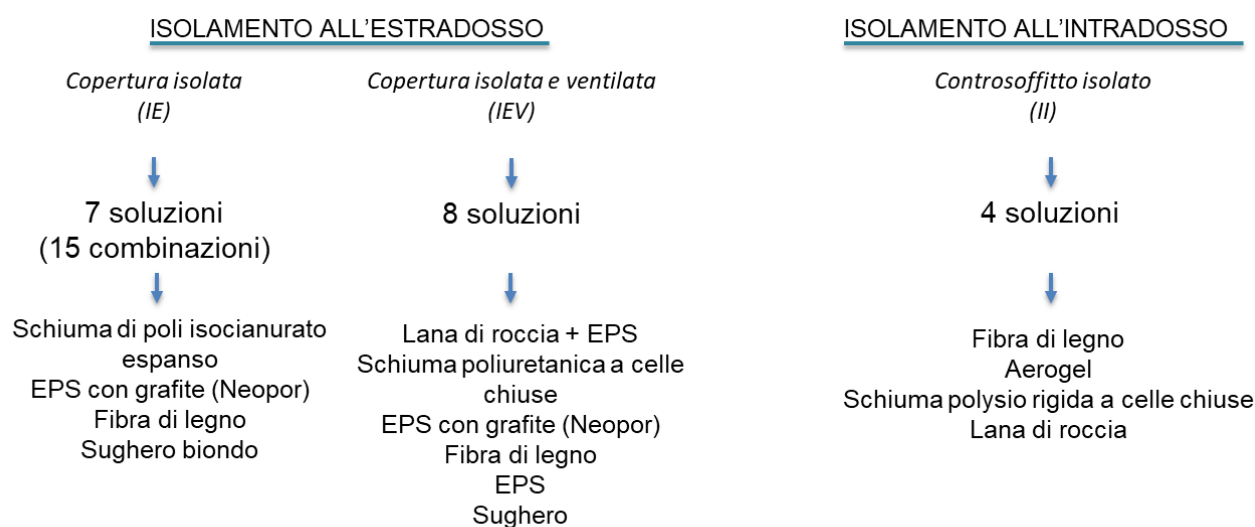 ISOLAMENTO ALL'ESTRADOSSO
Copertura isolata
(IE)
7 soluzioni
(15 combinazioni)
Schiuma di poli isocianurato
espanso
EPS con grafite (Neopor)
Fibra di legno
Sughero biondo
Copertura isolata e ventilata
(IEV)
8 soluzioni
Lana di roccia + EPS
Schiuma poliuretanica a celle
chiuse
EPS con grafite (Neopor)
Fibra di legno
EPS
Sughero
ISOLAMENTO ALL'INTRADOSSO
Controsoffitto isolato
(II)
4 soluzioni
Fibra di legno
Aerogel
Schiuma polysio rigida a celle chiuse
Lana di roccia